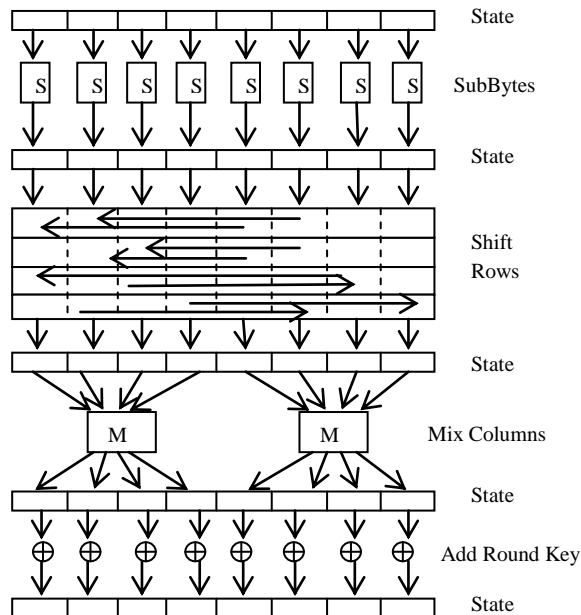 State
S S S S S S S S SubBytes
State
Shift
Rows
State
M M Mix Columns
State
Add Round Key
State